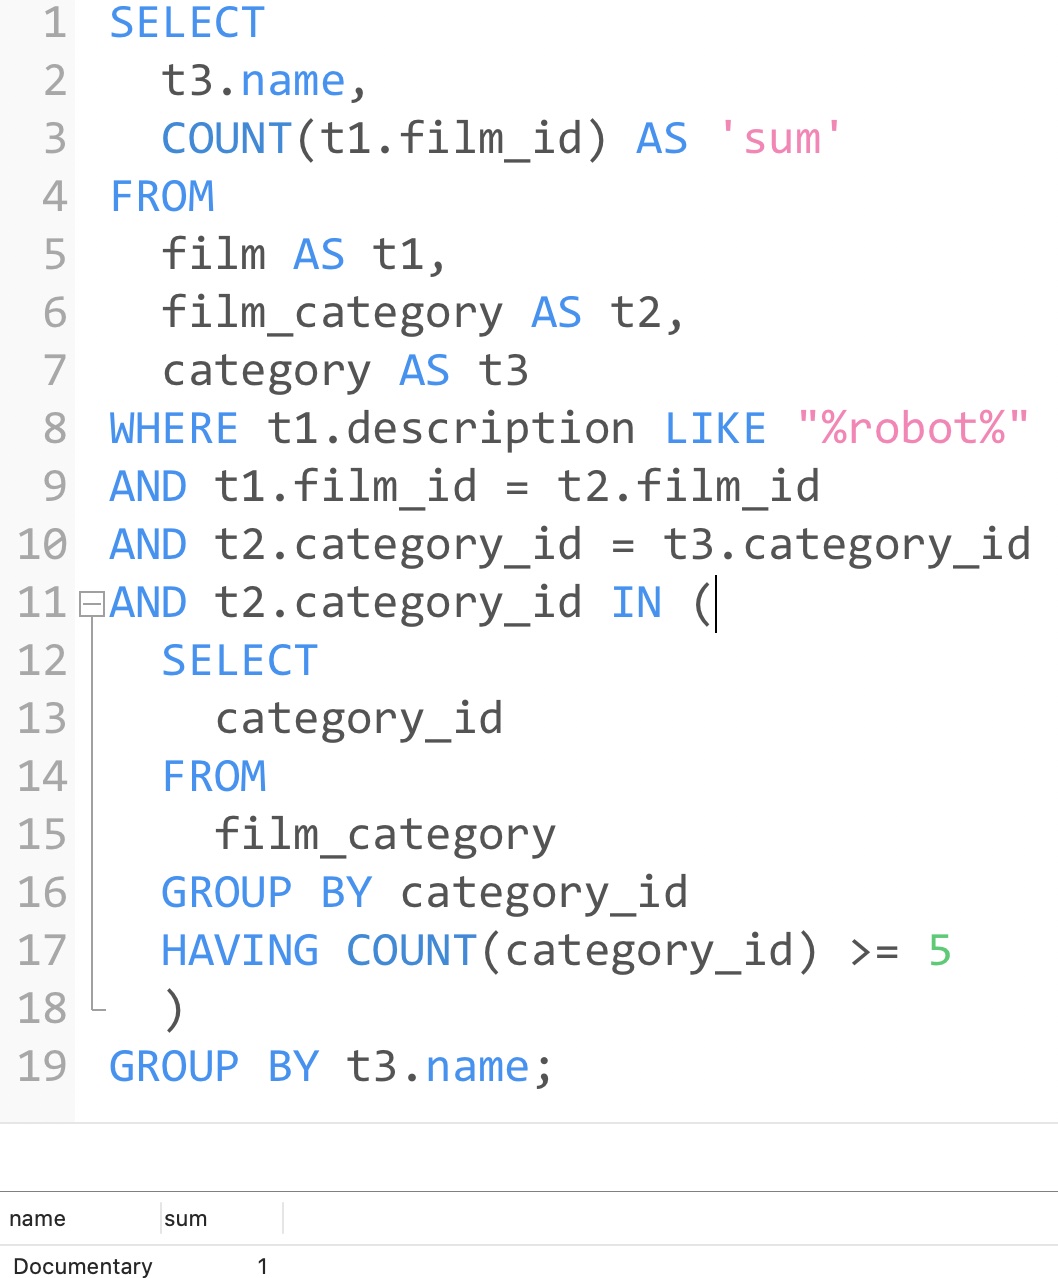 1 SELECT
2 t3.name,
3 COUNT(t1.film_id) AS 'sum'
4 FROM
5 film AS t1,
6 film_category AS t2,
7 category AS t3
8 WHERE t1.description LIKE "%robot%"
9 AND t1.film_id = t2.film_id
10 AND t2.category_id = t3.category_id
11 AND t2.category_id IN (
12 SELECT
13 category_id
14 FROM
15 film_category
16 GROUP BY category_id
17 HAVING COUNT(category_id) >= 5
18 )
19 GROUP BY t3.name;
name sum
Documentary 1